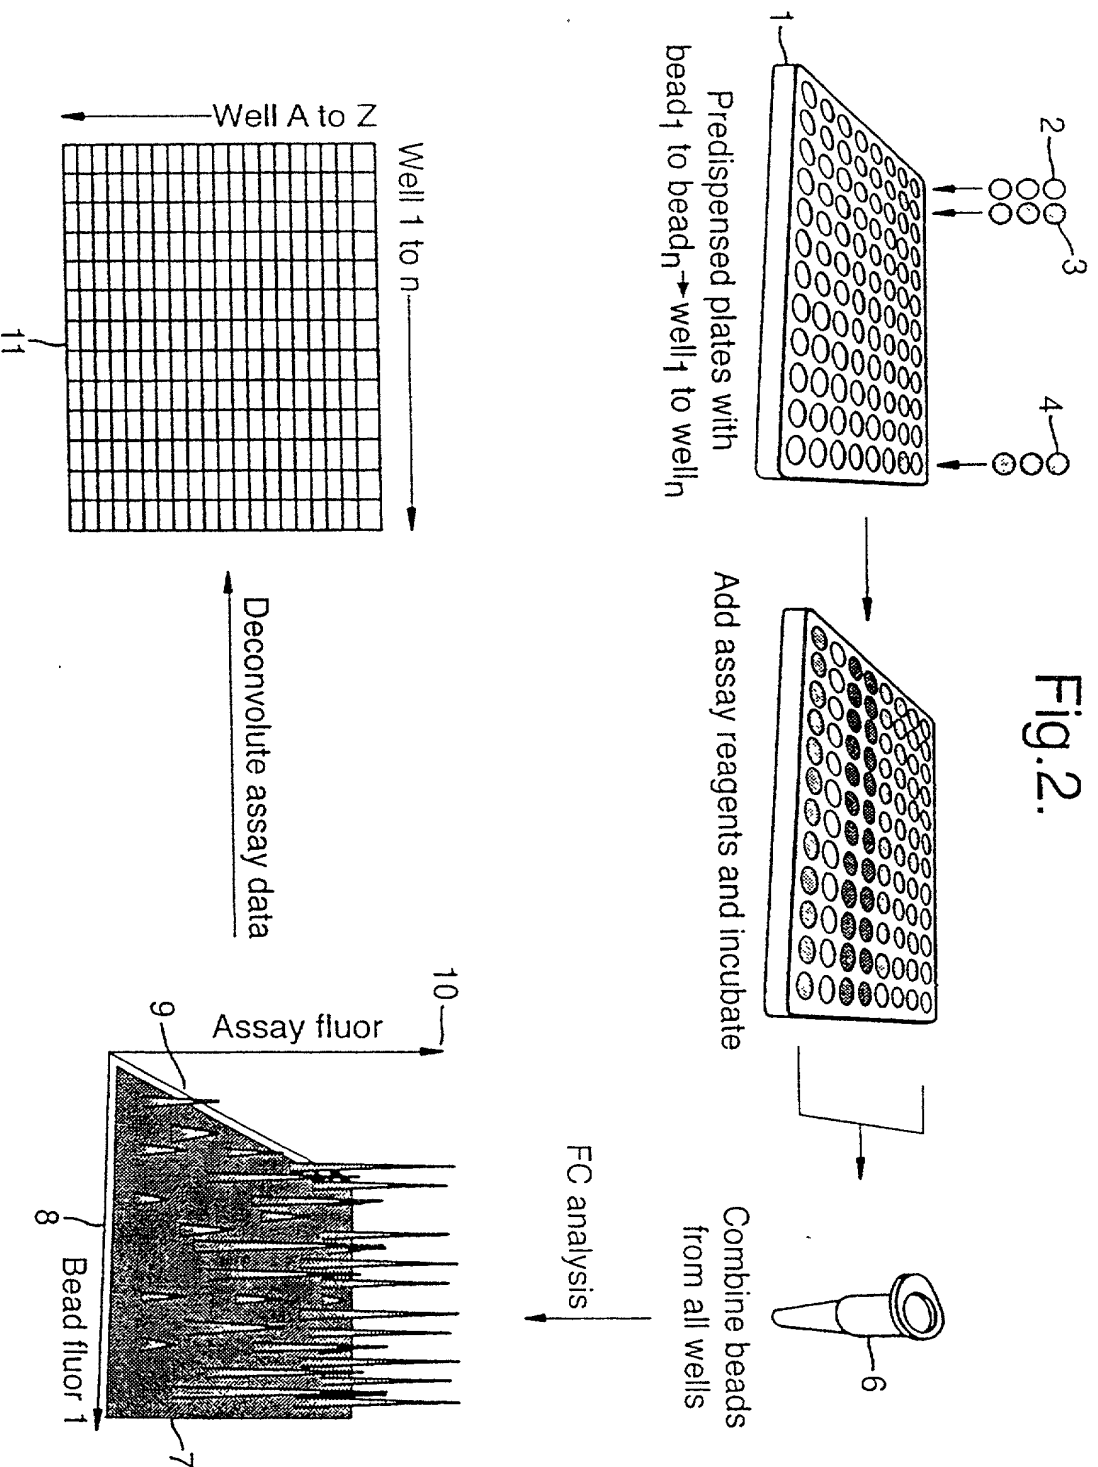 Fig.2.
2
3
4
1
Predispensed plates with
bead1 to bead n → well1 to well n
Add assay reagents and incubate
Combine beads
from all wells
6
FC analysis
10
Assay fluor
9
8
Bead fluor 1
7
Deconvolute assay data
Well 1 to n
Well A to Z
11